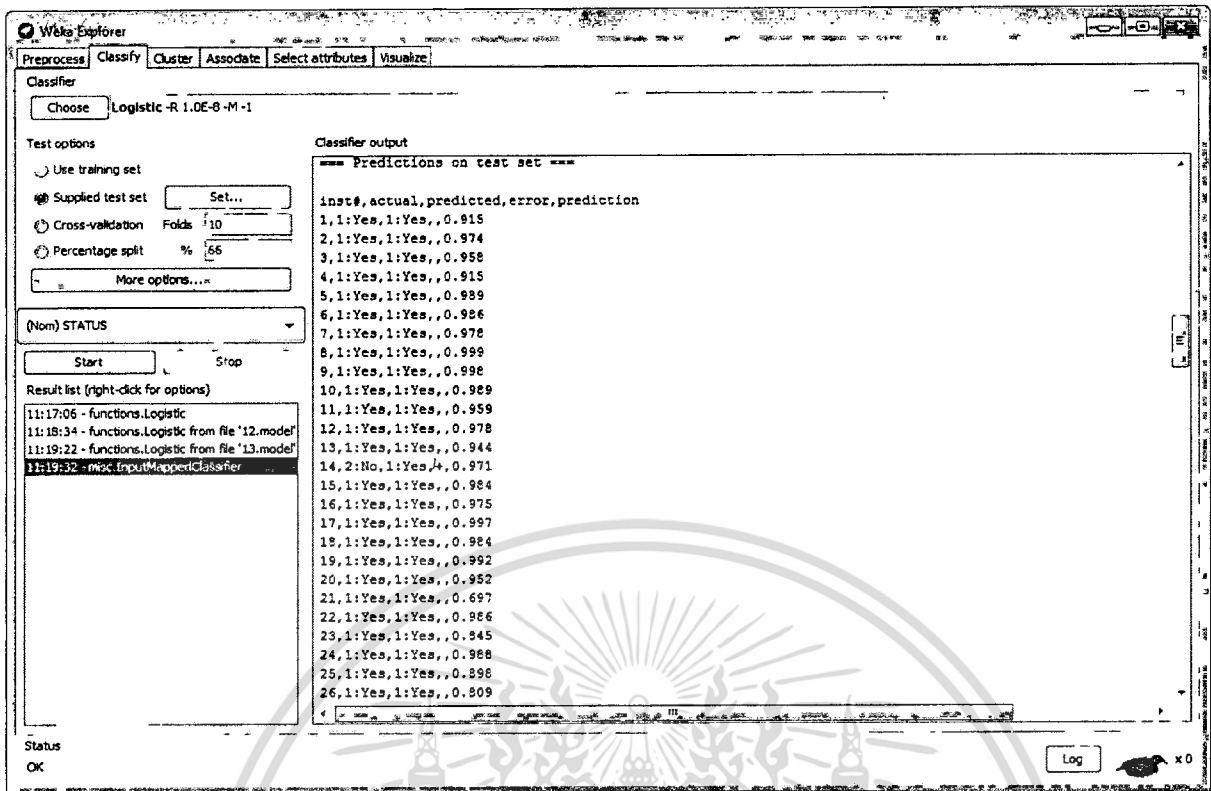 Weka Explorer
Preprocess Classify Cluster Associate Select attributes Visualize
Classifier
Choose Logistic -R 1.0E-8 -M -1
Test options
Use training set
Supplied test set Set...
Cross-validation Folds 10
Percentage split % 66
More options...
(Nom) STATUS
Start Stop
Result list (right-click for options)
11:17:06 - functions.Logistic
11:18:34 - functions.Logistic from file '12.model'
11:19:22 - functions.Logistic from file '13.model'
11:19:32 - misc.InputMappedClassifier
Classifier output
=== Predictions on test set ===
inst#,actual,predicted,error,prediction
1,1:Yes,1:Yes,,0.915
2,1:Yes,1:Yes,,0.974
3,1:Yes,1:Yes,,0.958
4,1:Yes,1:Yes,,0.915
5,1:Yes,1:Yes,,0.989
6,1:Yes,1:Yes,,0.986
7,1:Yes,1:Yes,,0.978
8,1:Yes,1:Yes,,0.999
9,1:Yes,1:Yes,,0.998
10,1:Yes,1:Yes,,0.989
11,1:Yes,1:Yes,,0.959
12,1:Yes,1:Yes,,0.978
13,1:Yes,1:Yes,,0.944
14,2:No,1:Yes,+,0.971
15,1:Yes,1:Yes,,0.984
16,1:Yes,1:Yes,,0.975
17,1:Yes,1:Yes,,0.997
18,1:Yes,1:Yes,,0.984
19,1:Yes,1:Yes,,0.992
20,1:Yes,1:Yes,,0.952
21,1:Yes,1:Yes,,0.697
22,1:Yes,1:Yes,,0.986
23,1:Yes,1:Yes,,0.845
24,1:Yes,1:Yes,,0.988
25,1:Yes,1:Yes,,0.898
26,1:Yes,1:Yes,,0.809
Status
OK
Log x 0